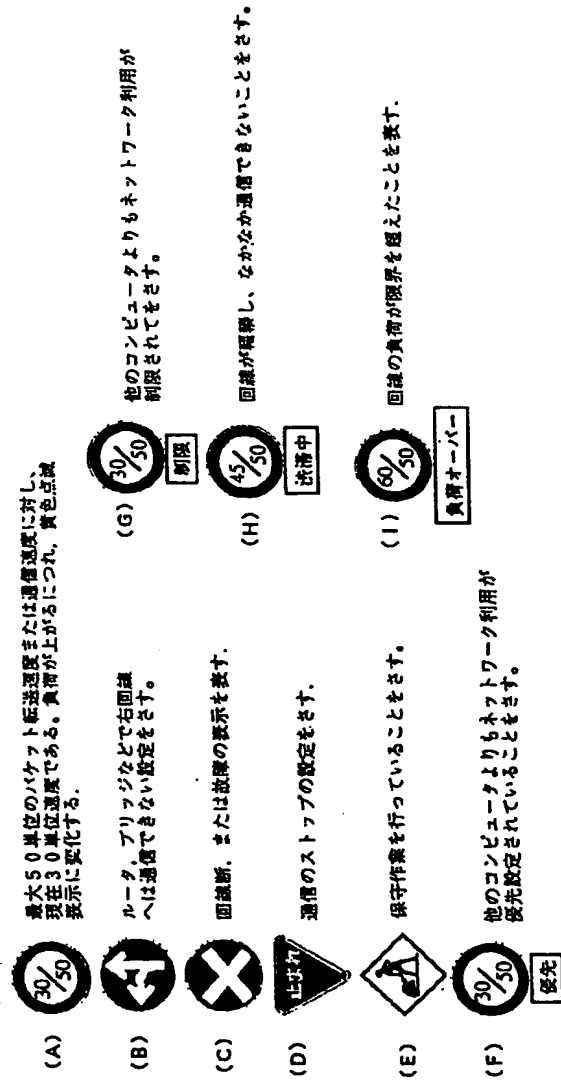 (A)
30/50
最大50単位のパケット転送速度または通信速度に対し、
現在30単位速度である。負荷が上がるにつれ、黄色点滅
表示に変化する.
(B)
ルータ, ブリッジなどで右回線
へは通信できない設定をさす。
(C)
回線断, または故障の表示を表す.
(D)
止まれ
通信のストップの設定をさす.
(E)
保守作業を行っていることをさす。
(F)
30/50
優先
他のコンピュータよりもネットワーク利用が
優先設定されていることをさす。
(G)
30/50
制限
他のコンピュータよりもネットワーク利用が
制限されてをさす。
(H)
45/50
渋滞中
回線が輻輳し、なかなか通信できないことをさす。
(I)
60/50
負荷オーバー
回線の負荷が限界を超えたことを表す.